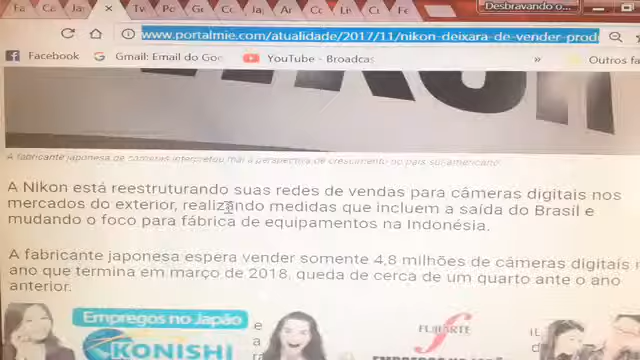 Desbravando o...
www.portalmie.com/atualidade/2017/11/nikon-deixara-de-vender-prod
Facebook
Gmail: Email do Goo
YouTube - Broadcas
»
Outros fa
A fabricante japonesa de câmeras interpretou mal a perspectiva de crescimento no país sul-americano
A Nikon está reestruturando suas redes de vendas para câmeras digitais nos
mercados do exterior, realizando medidas que incluem a saída do Brasil e
mudando o foco para fábrica de equipamentos na Indonésia.
A fabricante japonesa espera vender somente 4,8 milhões de câmeras digitais
ano que termina em março de 2018, queda de cerca de um quarto ante o ano
anterior.
Empregos no Japão
KONISHI
FUJIARTE